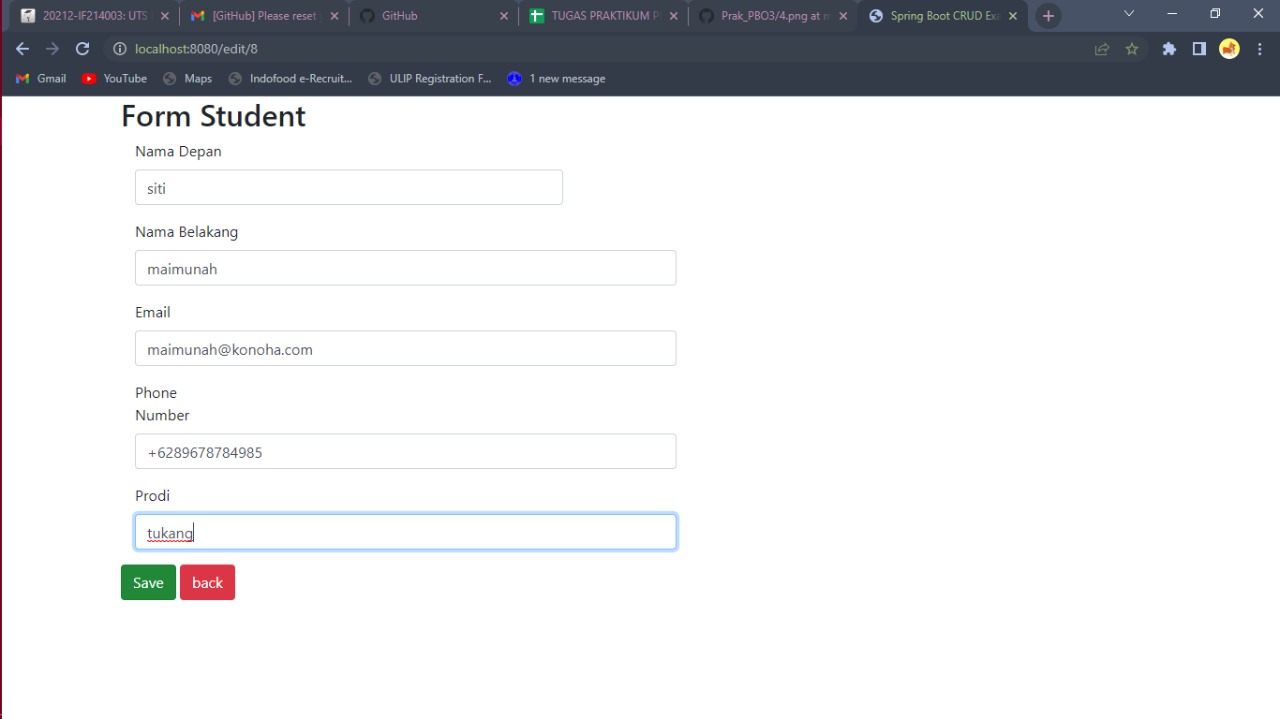 20212-IF214003: UTS
[GitHub] Please reset
GitHub
TUGAS PRAKTIKUM P
Prak_PBO3/4.png at m
Spring Boot CRUD Exa
localhost:8080/edit/8
Gmail
YouTube
Maps
Indofood e-Recruit...
ULIP Registration F...
1 new message
Form Student
Nama Depan
siti
Nama Belakang
maimunah
Email
maimunah@konoha.com
Phone
Number
+6289678784985
Prodi
tukang
Save
back